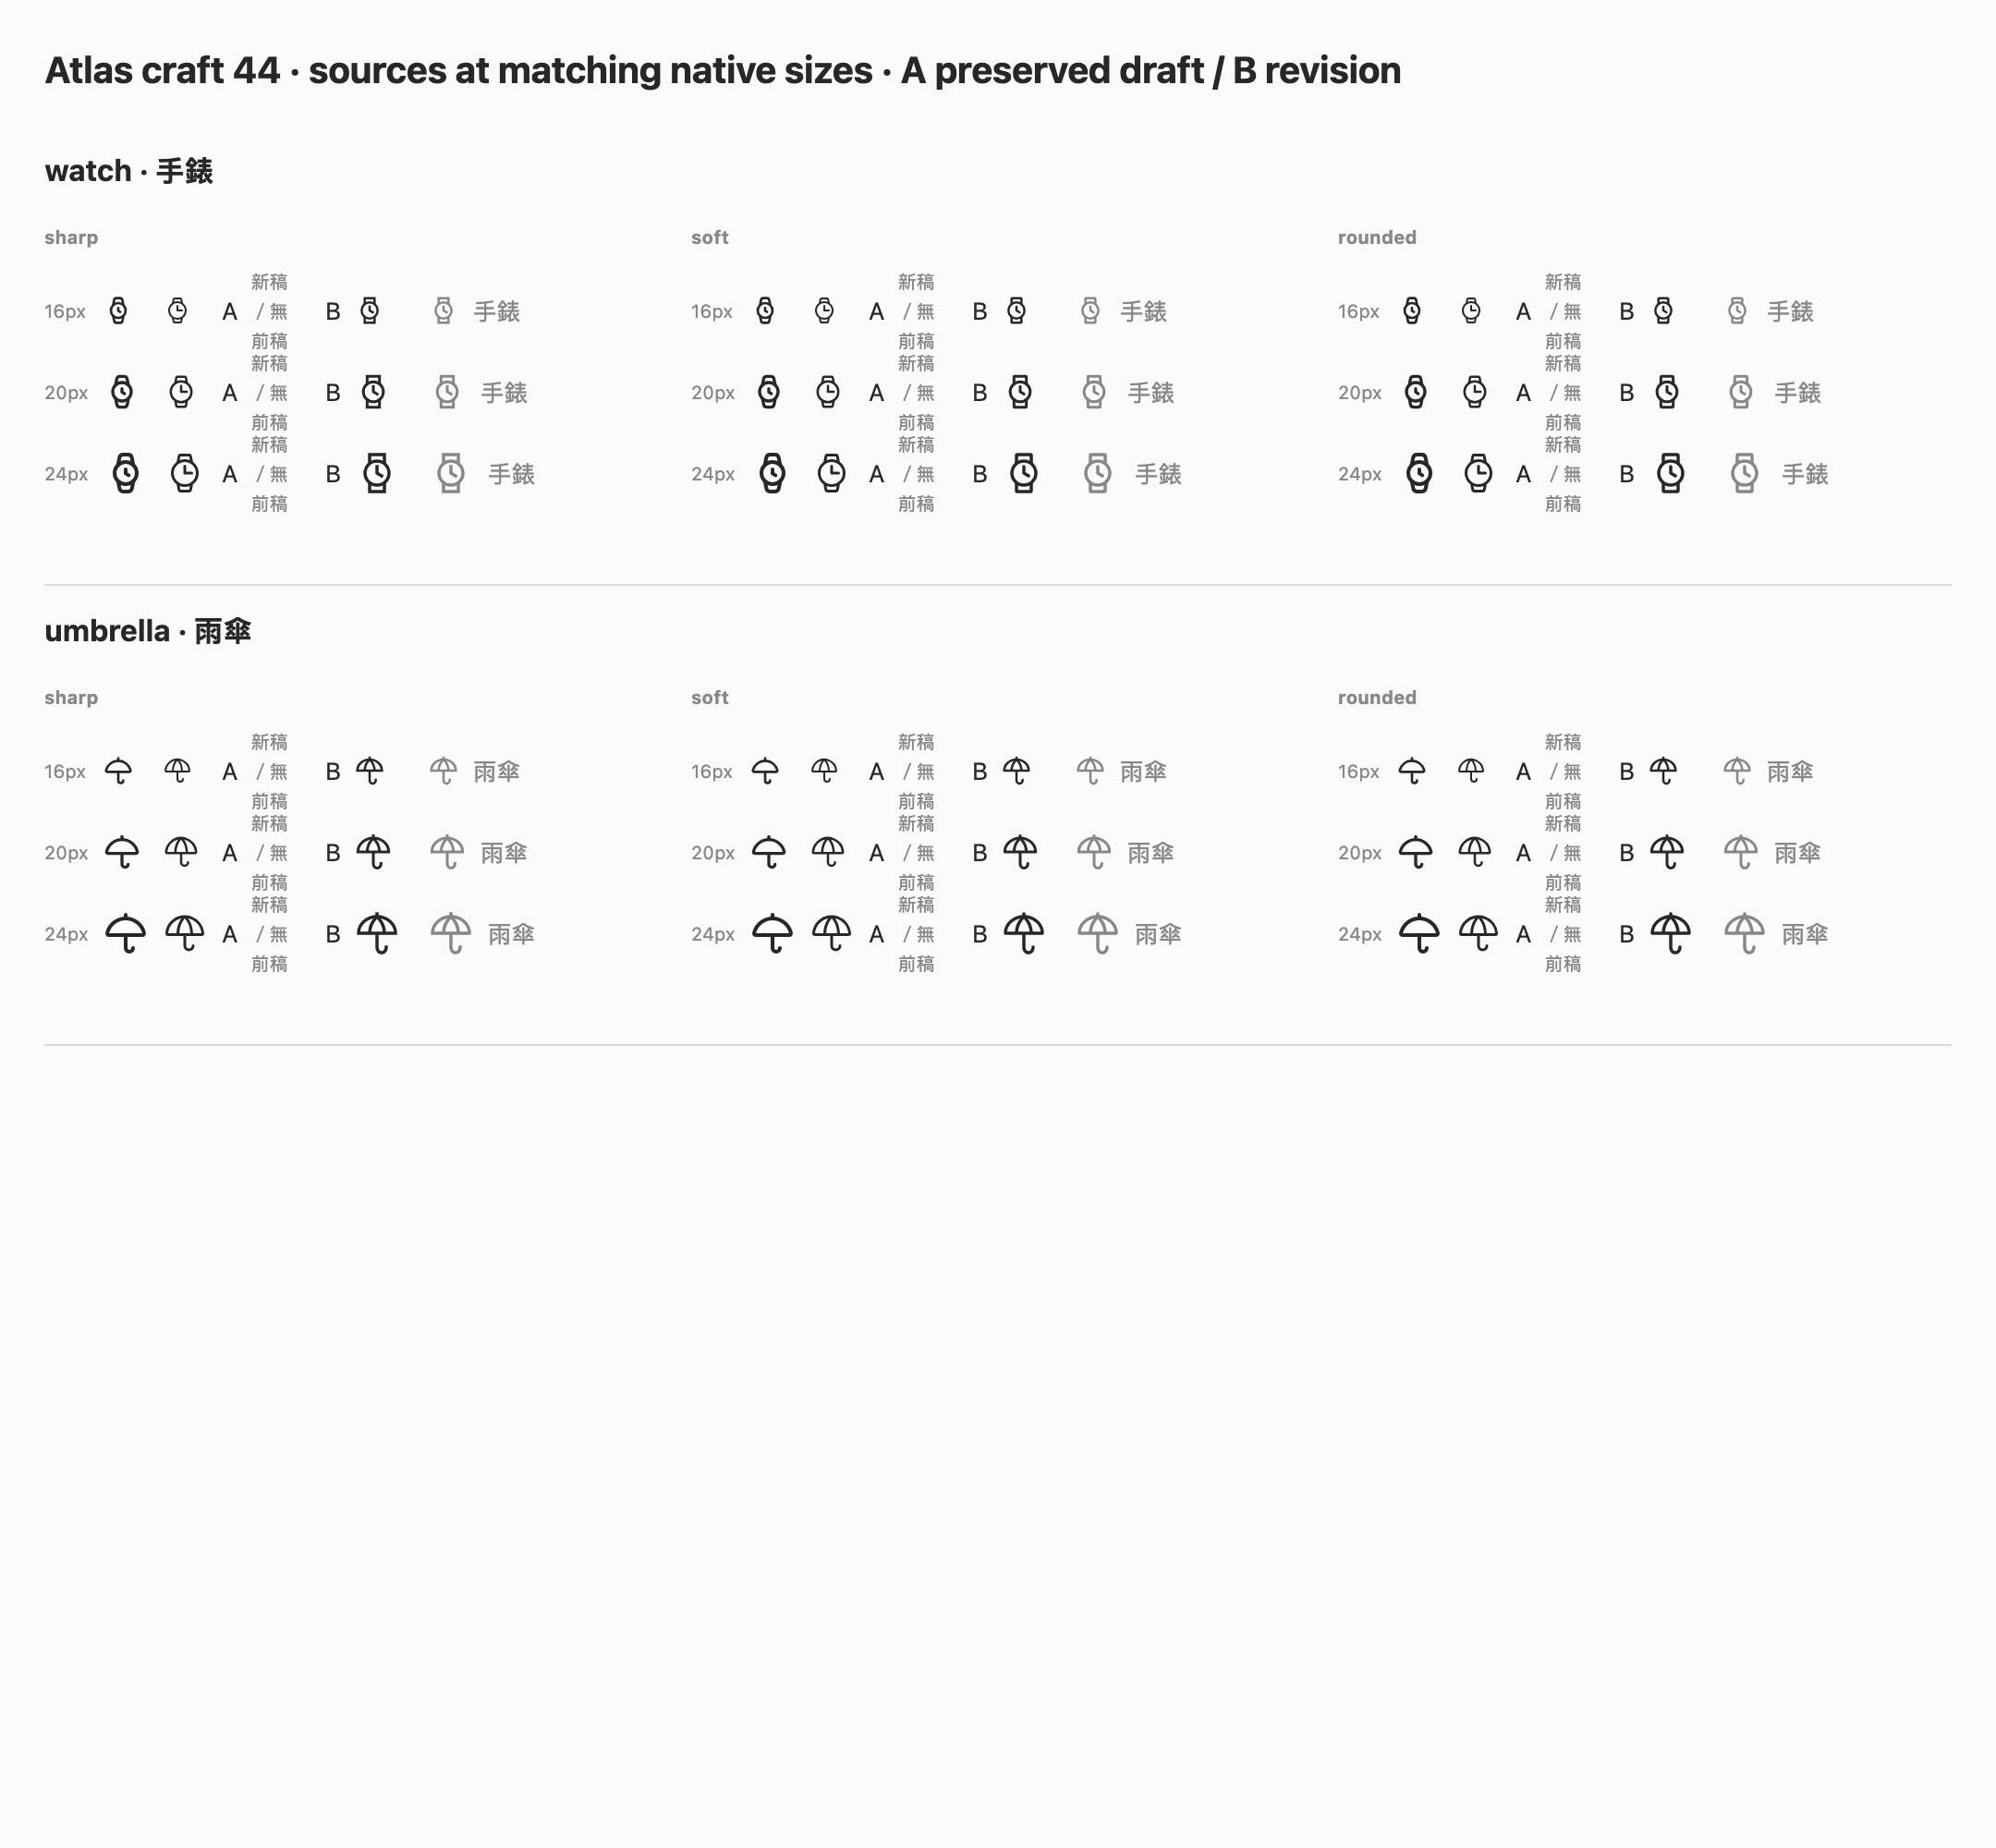 Atlas craft 44 · sources at matching native sizes · A preserved draft / B revision
watch · 手錶
sharp
16px A 新稿 / 無前稿 B 手錶
20px A 新稿 / 無前稿 B 手錶
24px A 新稿 / 無前稿 B 手錶
soft
16px A 新稿 / 無前稿 B 手錶
20px A 新稿 / 無前稿 B 手錶
24px A 新稿 / 無前稿 B 手錶
rounded
16px A 新稿 / 無前稿 B 手錶
20px A 新稿 / 無前稿 B 手錶
24px A 新稿 / 無前稿 B 手錶
umbrella · 雨傘
sharp
16px A 新稿 / 無前稿 B 雨傘
20px A 新稿 / 無前稿 B 雨傘
24px A 新稿 / 無前稿 B 雨傘
soft
16px A 新稿 / 無前稿 B 雨傘
20px A 新稿 / 無前稿 B 雨傘
24px A 新稿 / 無前稿 B 雨傘
rounded
16px A 新稿 / 無前稿 B 雨傘
20px A 新稿 / 無前稿 B 雨傘
24px A 新稿 / 無前稿 B 雨傘